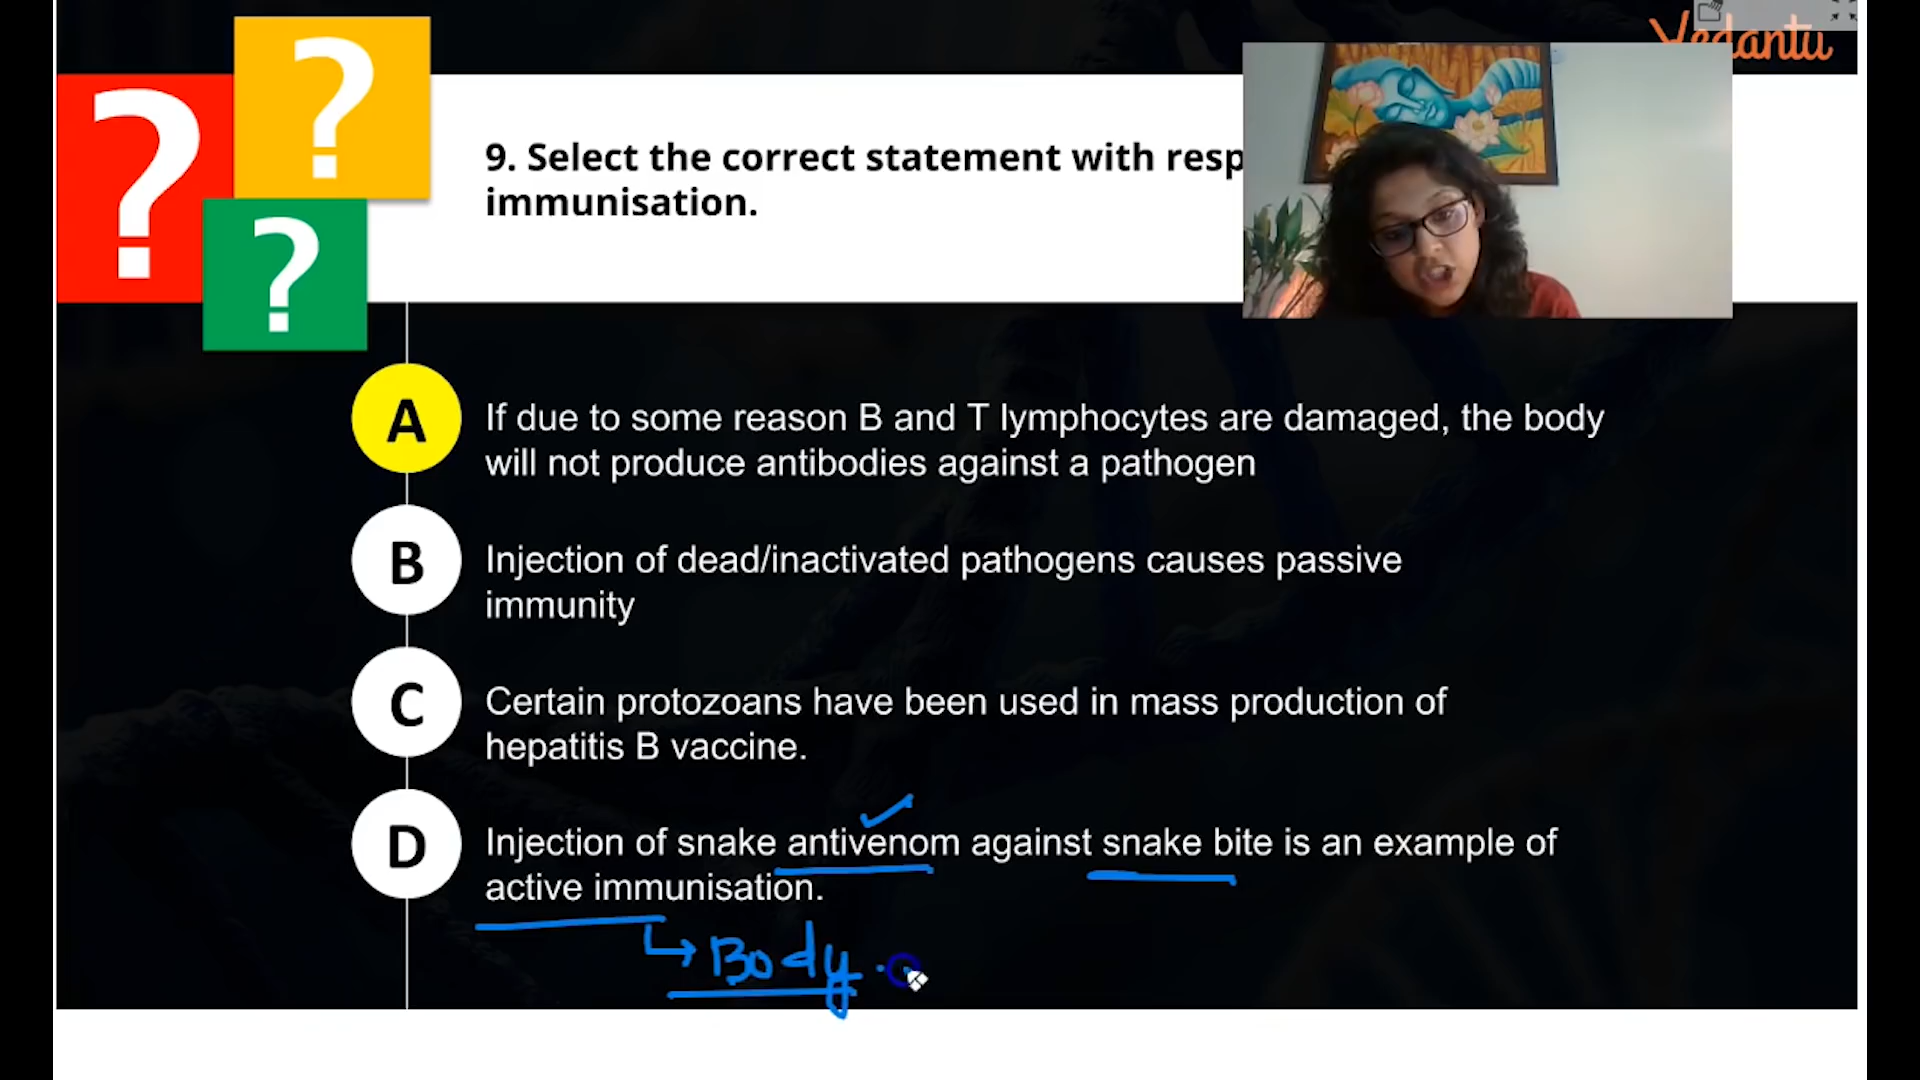 Vedantu
? ? ?
9. Select the correct statement with resp
immunisation.
A If due to some reason B and T lymphocytes are damaged, the body
will not produce antibodies against a pathogen
B Injection of dead/inactivated pathogens causes passive
immunity
C Certain protozoans have been used in mass production of
hepatitis B vaccine.
D Injection of snake antivenom against snake bite is an example of
active immunisation.
Body